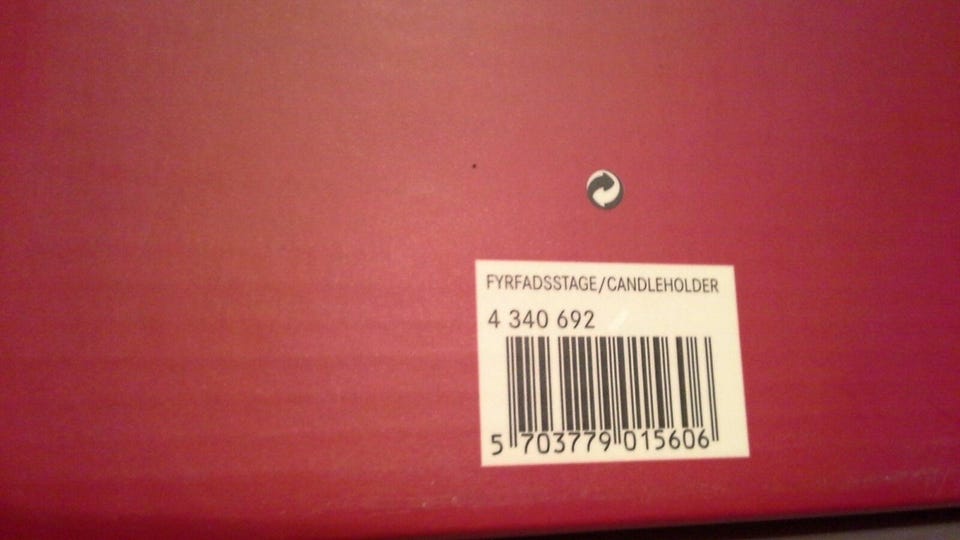 FYRFADSSTAGE/CANDLEHOLDER
4 340 692
5 703779 015606